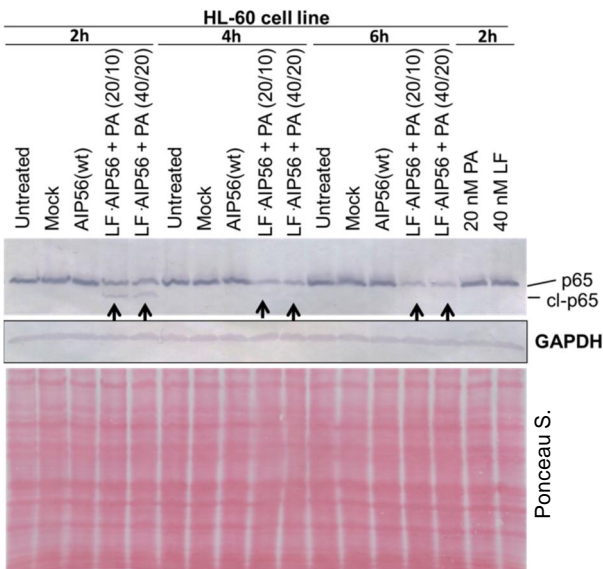 HL-60 cell line
2h 4h 6h 2h
Untreated
Mock
AIP56(wt)
LF-AIP56 + PA (20/10)
LF-AIP56 + PA (40/20)
Untreated
Mock
AIP56(wt)
LF-AIP56 + PA (20/10)
LF-AIP56 + PA (40/20)
Untreated
Mock
AIP56(wt)
LF-AIP56 + PA (20/10)
LF-AIP56 + PA (40/20)
20 nM PA
40 nM LF
p65
cl-p65
GAPDH
Ponceau S.